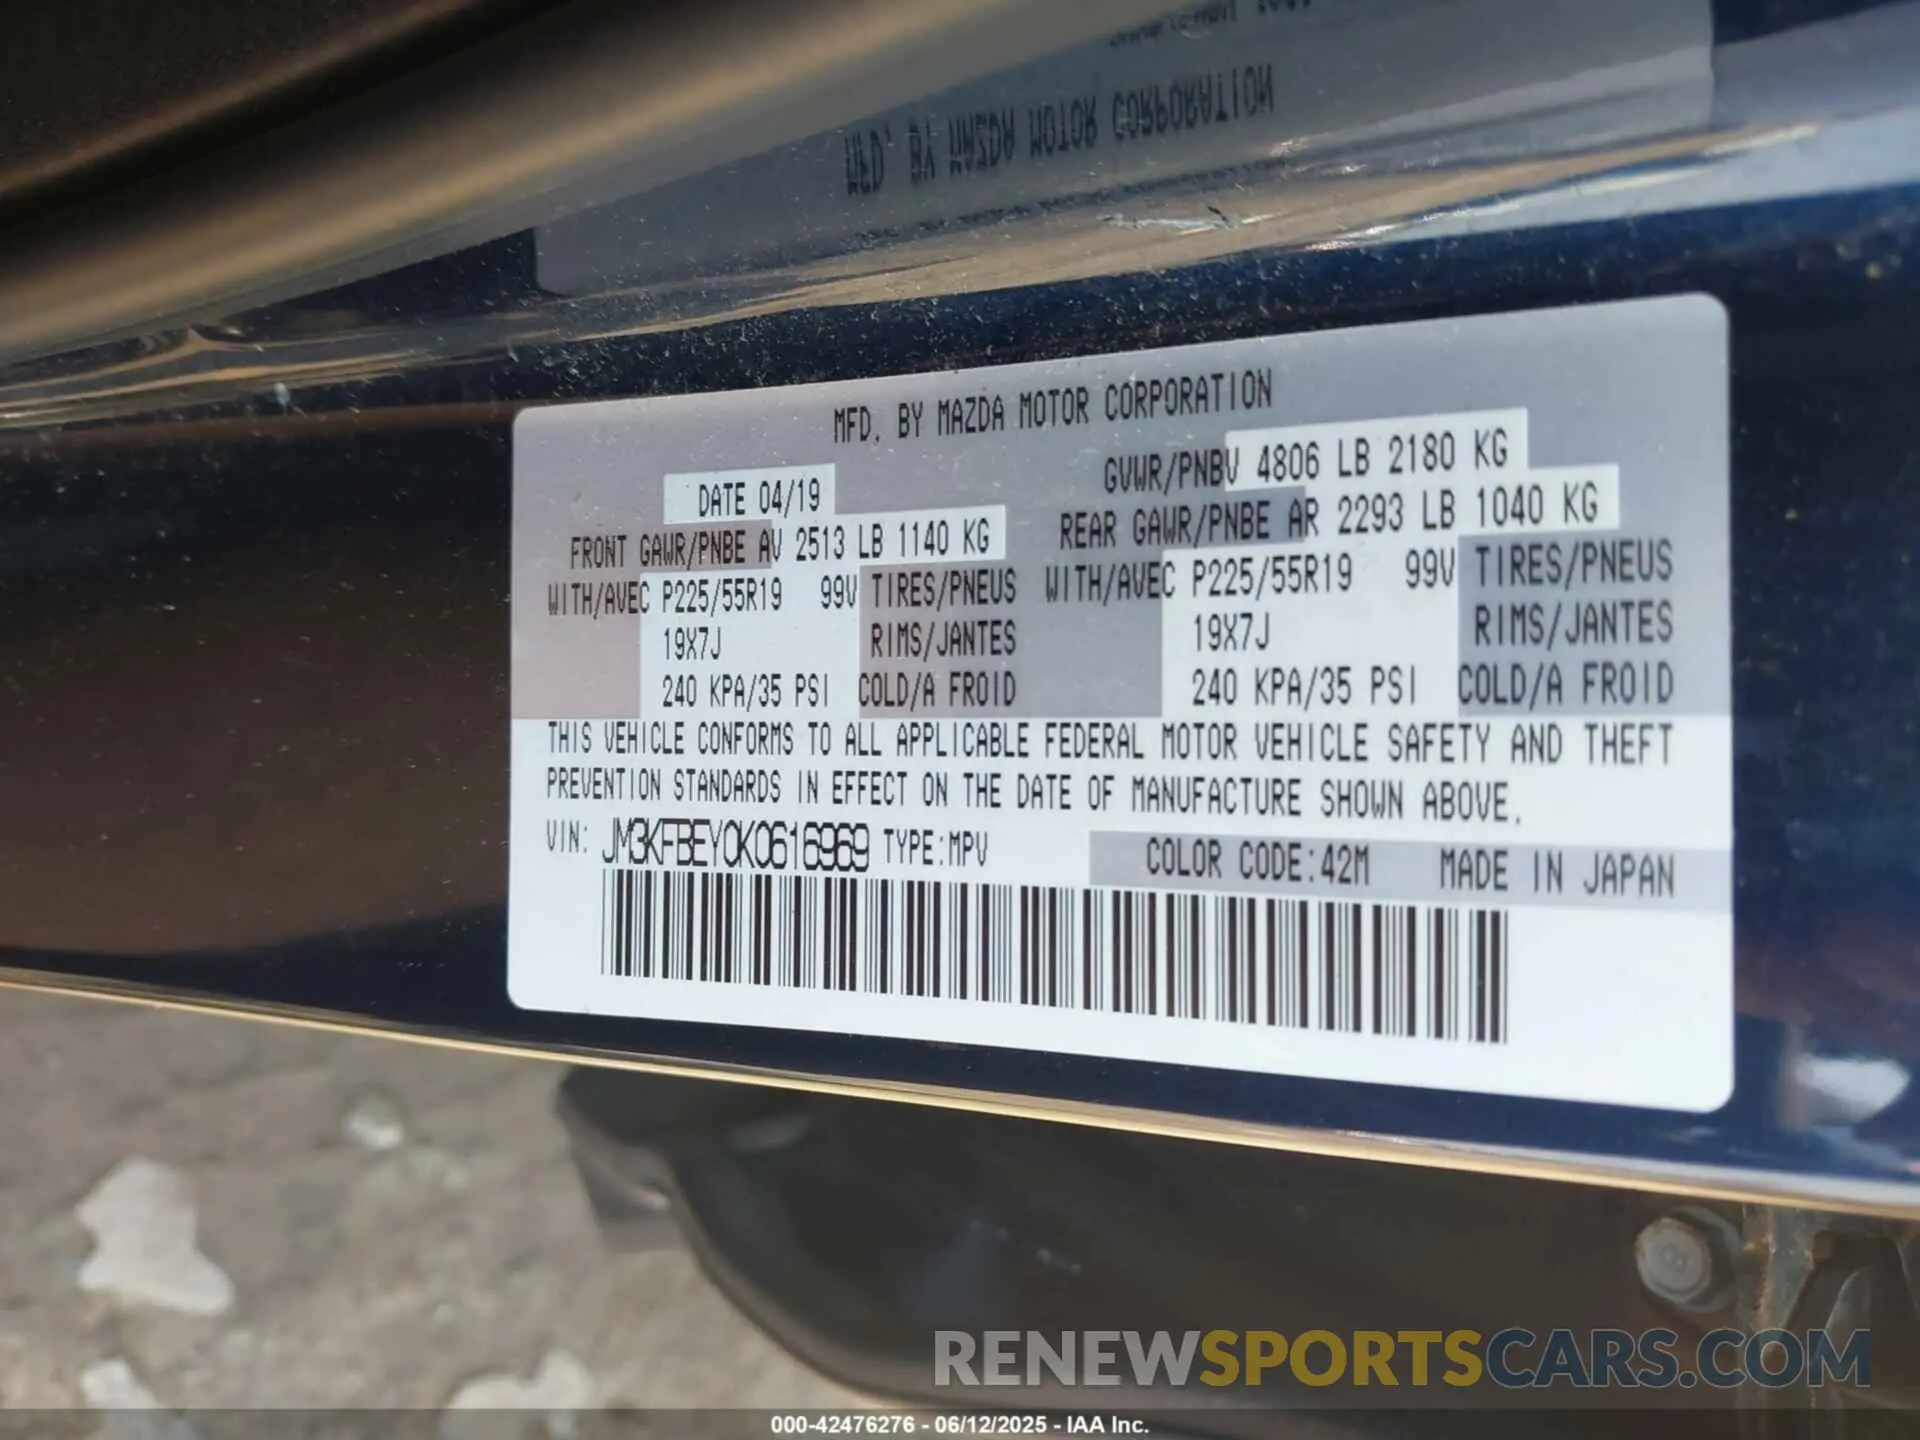 MFD. BY MAZDA MOTOR CORPORATION
MFD. BY MAZDA MOTOR CORPORATION
DATE 04/19 GVWR/PNBV 4806 LB 2180 KG
FRONT GAWR/PNBE AV 2513 LB 1140 KG REAR GAWR/PNBE AR 2293 LB 1040 KG
WITH/AVEC P225/55R19 99V TIRES/PNEUS WITH/AVEC P225/55R19 99V TIRES/PNEUS
19X7J RIMS/JANTES 19X7J RIMS/JANTES
240 KPA/35 PSI COLD/A FROID 240 KPA/35 PSI COLD/A FROID
THIS VEHICLE CONFORMS TO ALL APPLICABLE FEDERAL MOTOR VEHICLE SAFETY AND THEFT
PREVENTION STANDARDS IN EFFECT ON THE DATE OF MANUFACTURE SHOWN ABOVE.
VIN: JM3KFBEY0K0616969 TYPE:MPV COLOR CODE:42M MADE IN JAPAN
RENEWSPORTSCARS.COM
000-42476276 - 06/12/2025 - IAA Inc.